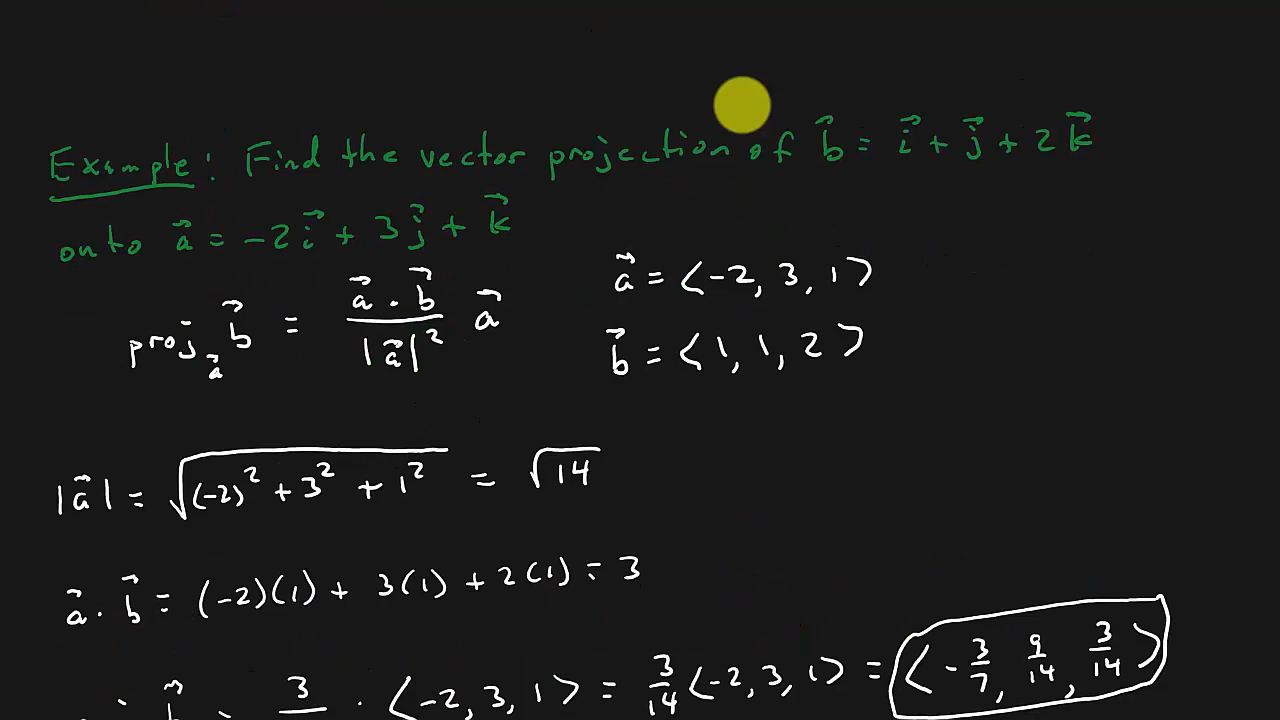 Example: Find the vector projection of b⃗ = i⃗ + j⃗ + 2k⃗
onto a⃗ = -2i⃗ + 3j⃗ + k⃗
a⃗ = <-2, 3, 1>
proj_a⃗ b⃗ = (a⃗ · b⃗)/|a⃗|² a⃗
b⃗ = <1, 1, 2>
|a⃗| = √((-2)² + 3² + 1²) = √14
a⃗ · b⃗ = (-2)(1) + 3(1) + 2(1) = 3
b⃗ = 3/ · <-2, 3, 1> = 3/14 <-2, 3, 1> = <-3/7, 9/14, 3/14>